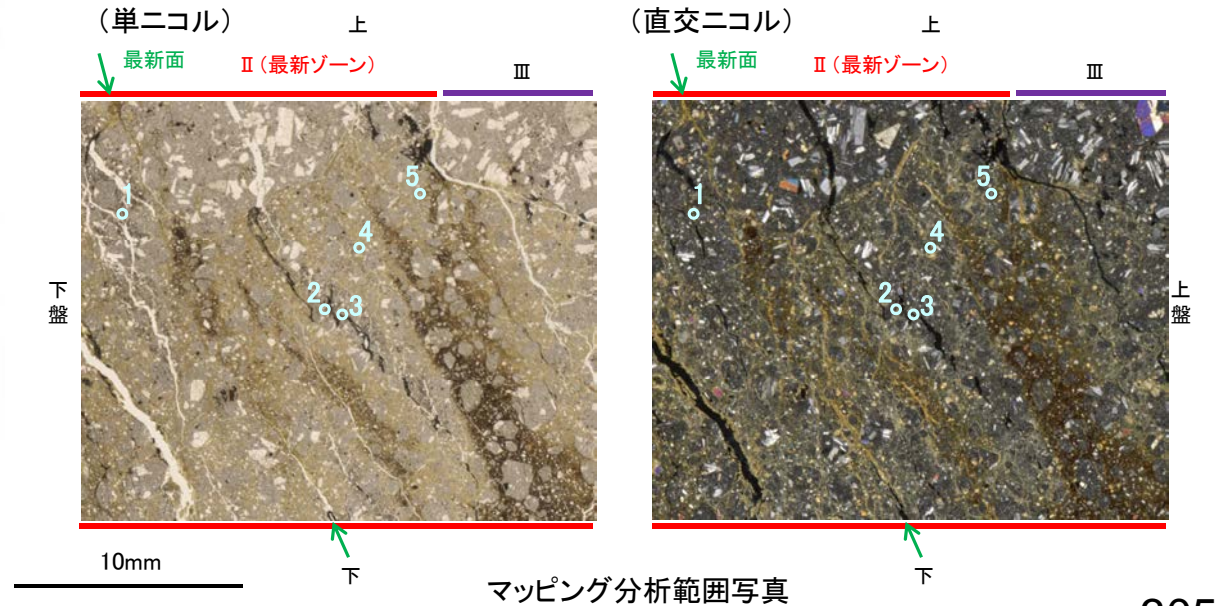 (単ニコル)
上
最新面
Ⅱ(最新ゾーン)
Ⅲ
1
5
4
2
3
下盤
10mm
下
(直交ニコル)
上
最新面
Ⅱ(最新ゾーン)
Ⅲ
1
5
4
2
3
上盤
下
マッピング分析範囲写真